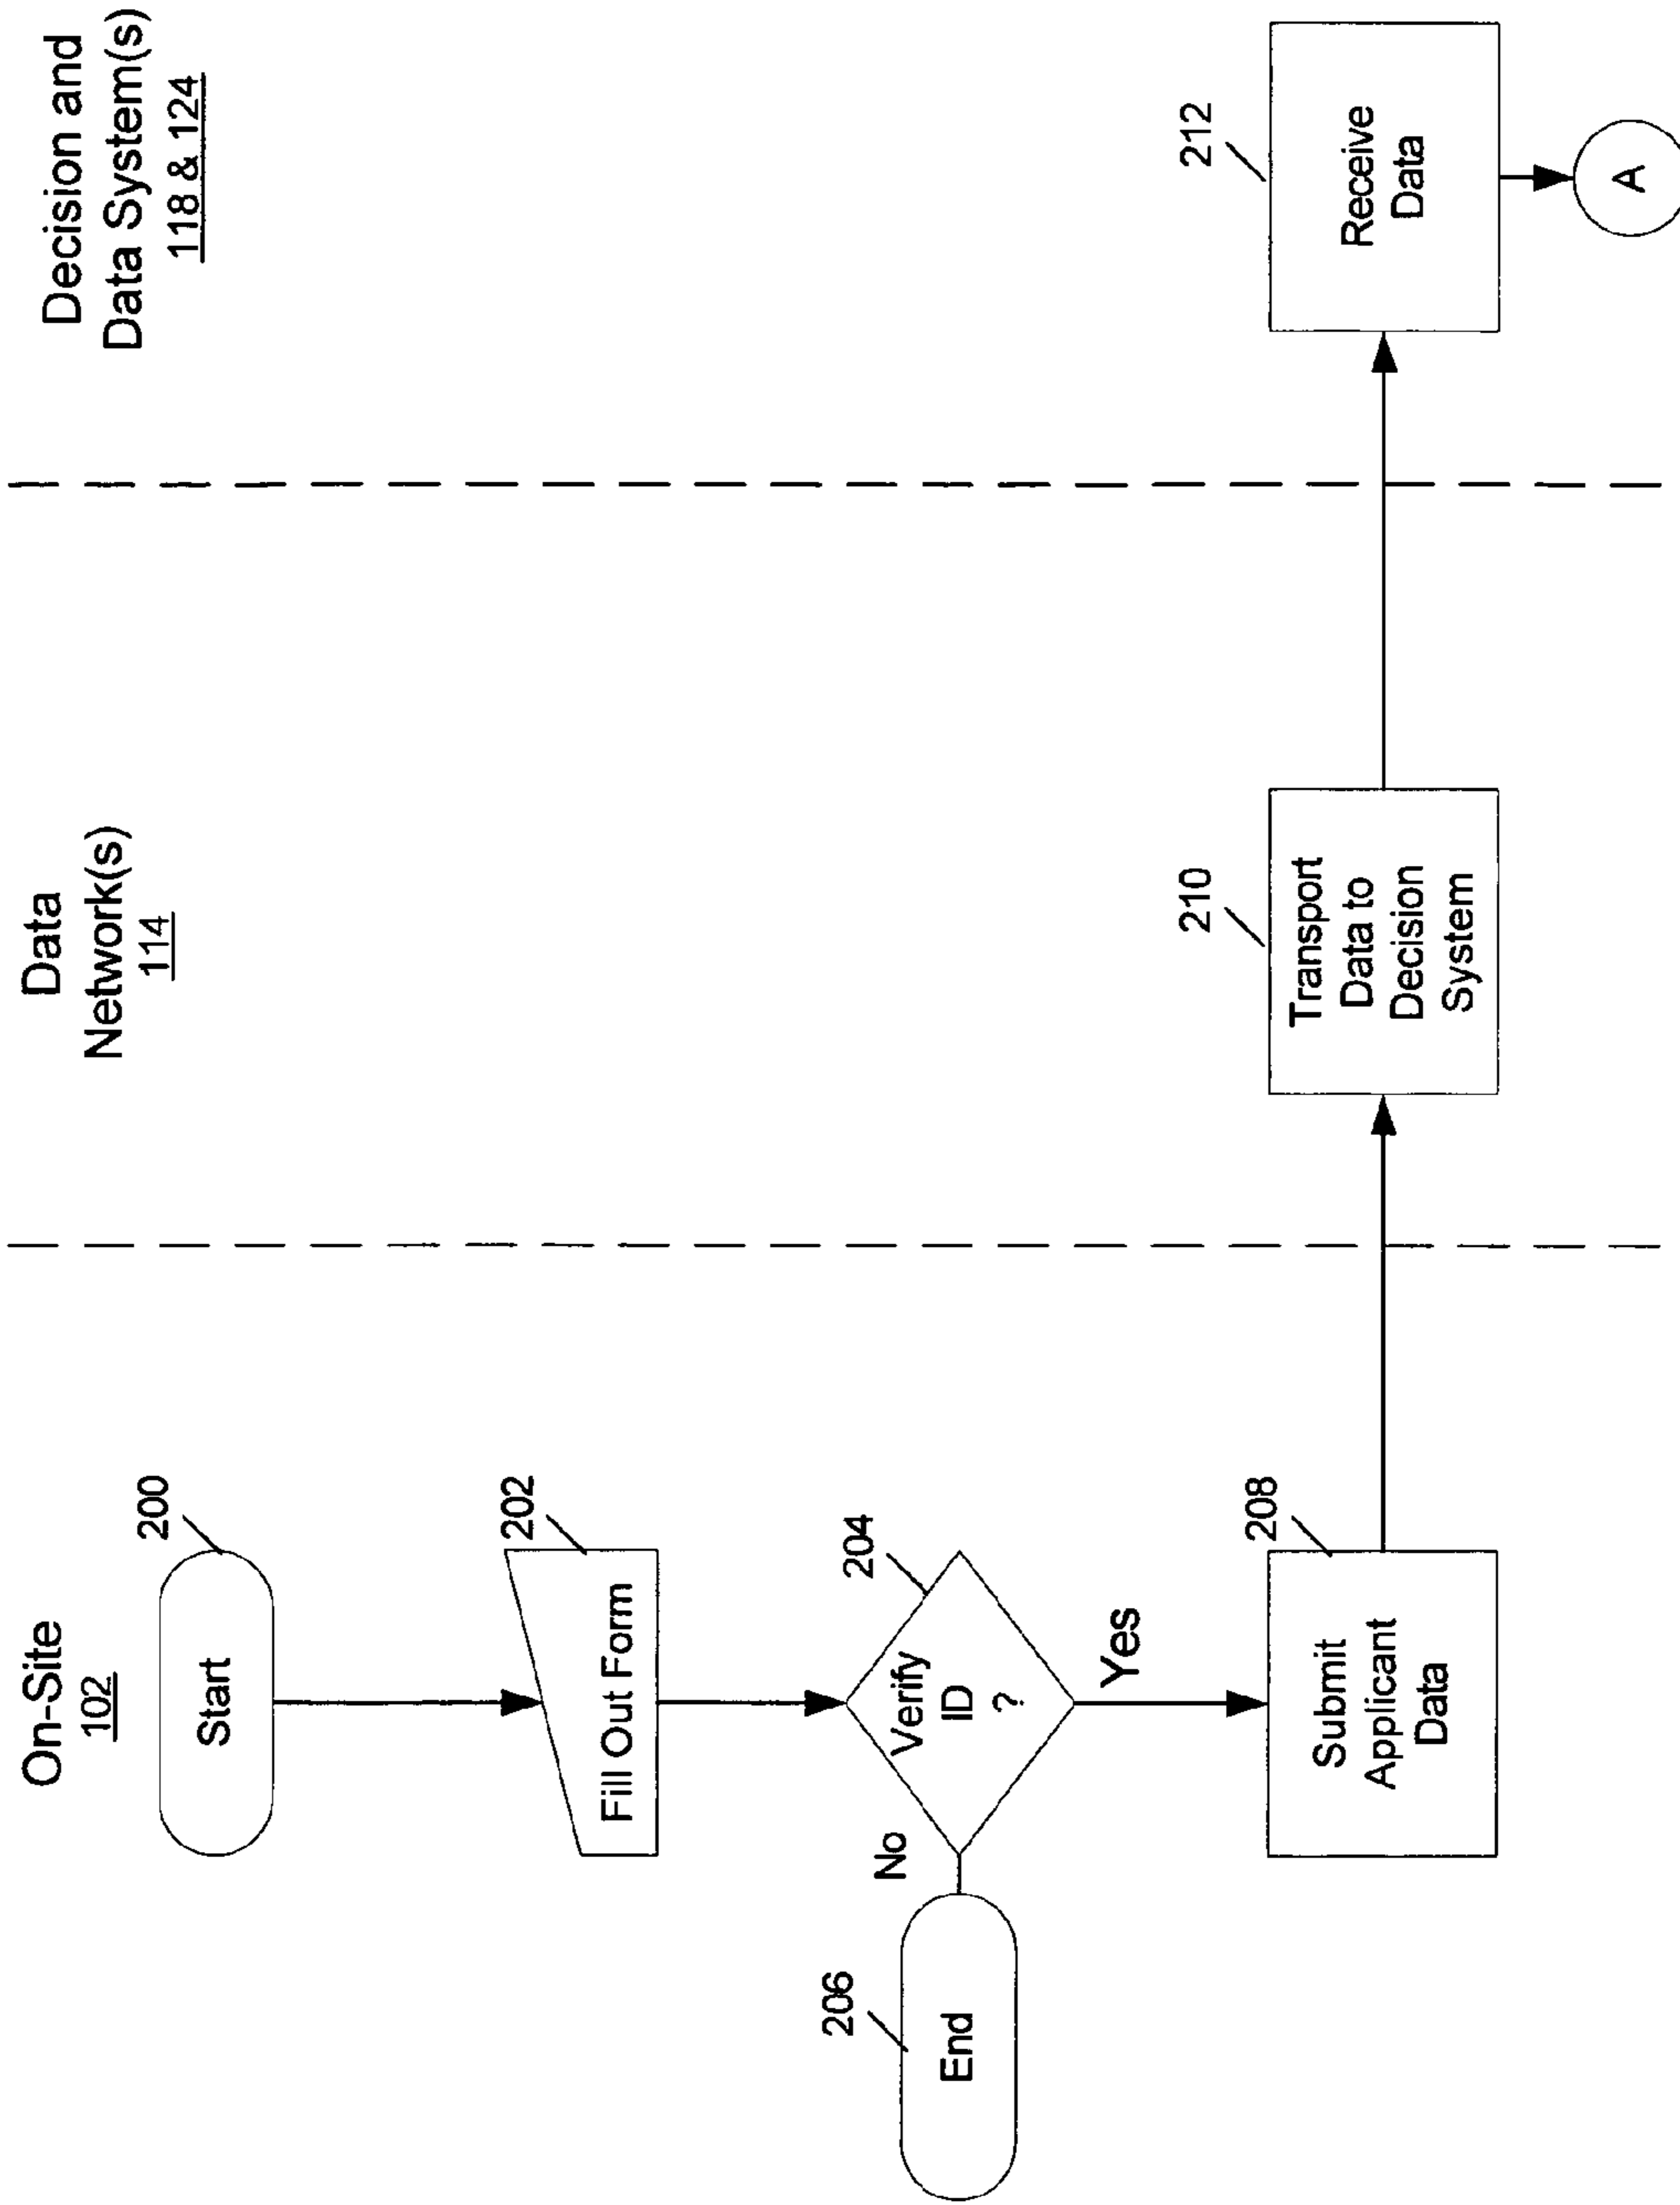 On-Site
102
Data
Network(s)
114
Decision and
Data System(s)
118 & 124
200
Start
202
Fill Out Form
204
Verify
ID
?
No
206
End
Yes
208
Submit
Applicant
Data
210
Transport
Data to
Decision
System
212
Receive
Data
A